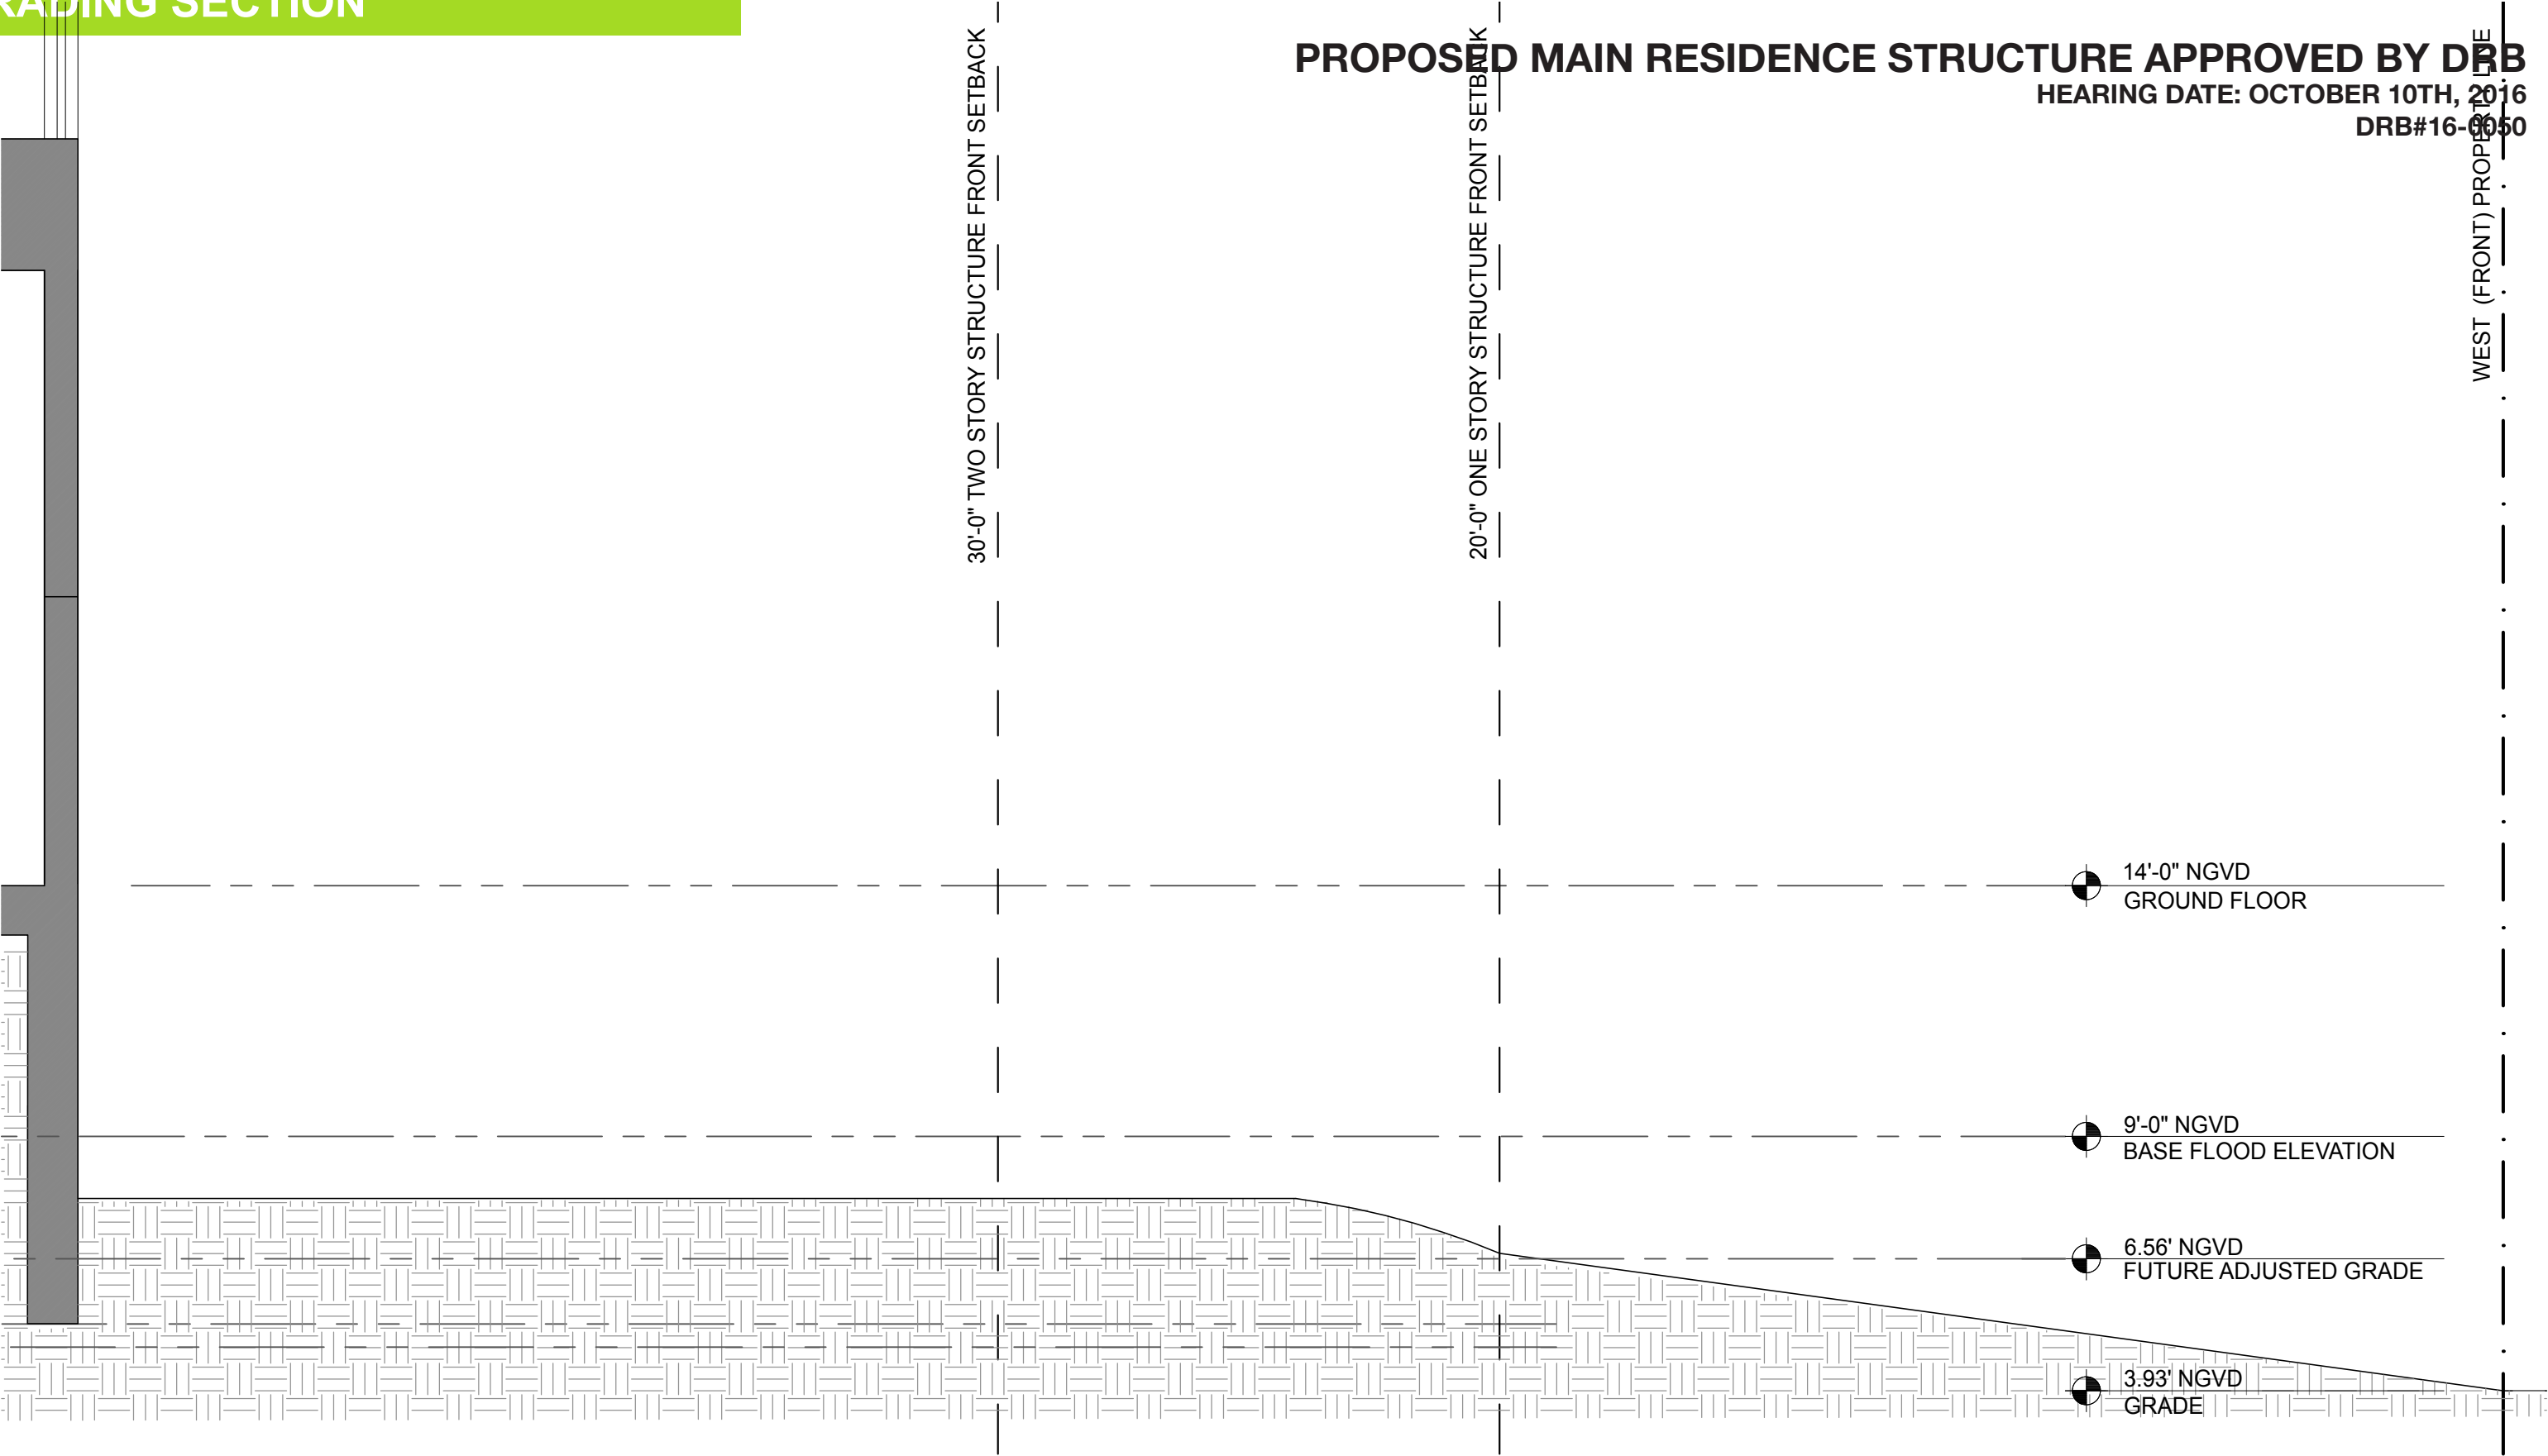 RADING SECTION
PROPOSED MAIN RESIDENCE STRUCTURE APPROVED BY DRB
HEARING DATE: OCTOBER 10TH, 2016
DRB#16-0050
30'-0" TWO STORY STRUCTURE FRONT SETBACK
20'-0" ONE STORY STRUCTURE FRONT SETBACK
WEST (FRONT) PROPERTY LINE
14'-0" NGVD
GROUND FLOOR
9'-0" NGVD
BASE FLOOD ELEVATION
6.56' NGVD
FUTURE ADJUSTED GRADE
3.93' NGVD
GRADE